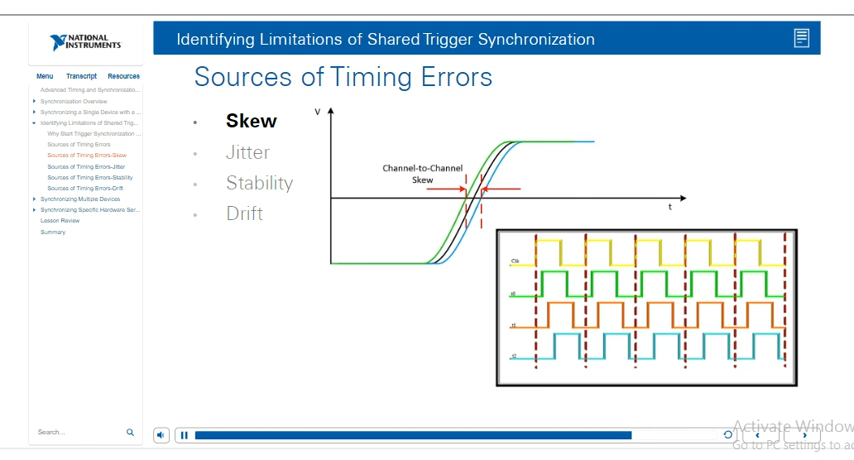 NATIONAL
INSTRUMENTS
Identifying Limitations of Shared Trigger Synchronization
Menu Transcript Resources
Advanced Timing and Synchronizatio...
Synchronization Overview
Synchronizing a Single Device with a ...
Identifying Limitations of Shared Trig...
Why Start Trigger Synchronization ...
Sources of Timing Errors
Sources of Timing Errors-Skew
Sources of Timing Errors-Jitter
Sources of Timing Errors-Stability
Sources of Timing Errors-Drift
Synchronizing Multiple Devices
Synchronizing Specific Hardware Ser...
Lesson Review
Summary
Search...
Sources of Timing Errors
Skew
Jitter
Stability
Drift
V
Channel-to-Channel
Skew
t
Clk
Activate Window
Go to PC settings to ac